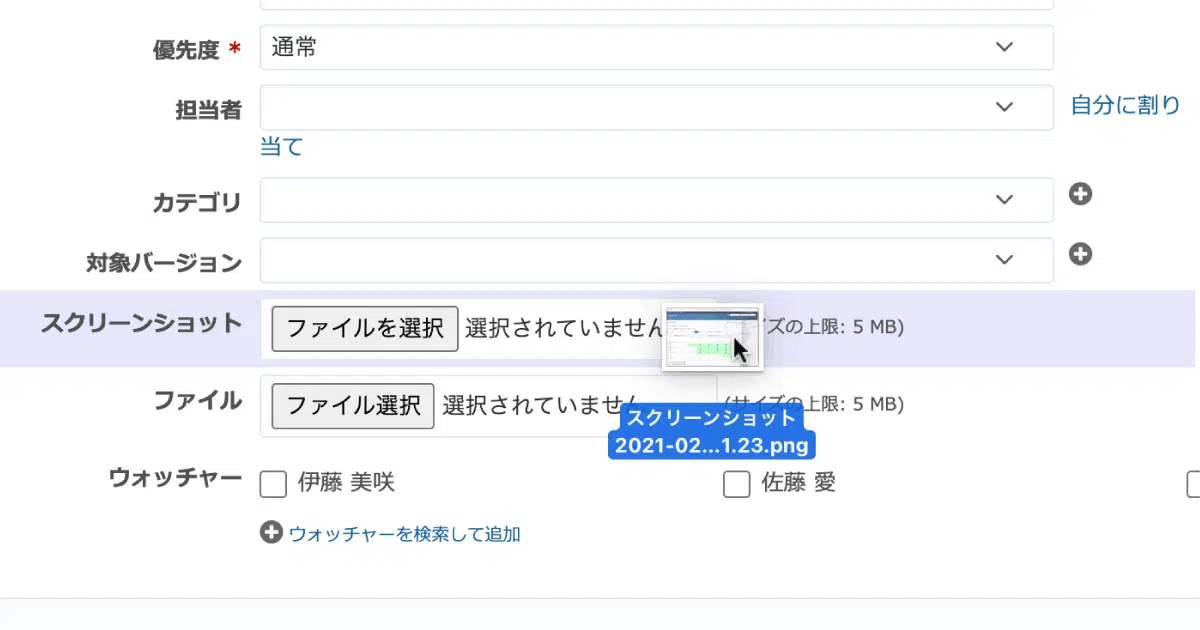 優先度 * 通常
担当者 自分に割り
当て
カテゴリ
対象バージョン
スクリーンショット ファイルを選択 選択されていません ズの上限: 5 MB)
ファイル ファイル選択 選択されていません (サイズの上限: 5 MB)
スクリーンショット
2021-02...1.23.png
ウォッチャー 伊藤 美咲 佐藤 愛
ウォッチャーを検索して追加